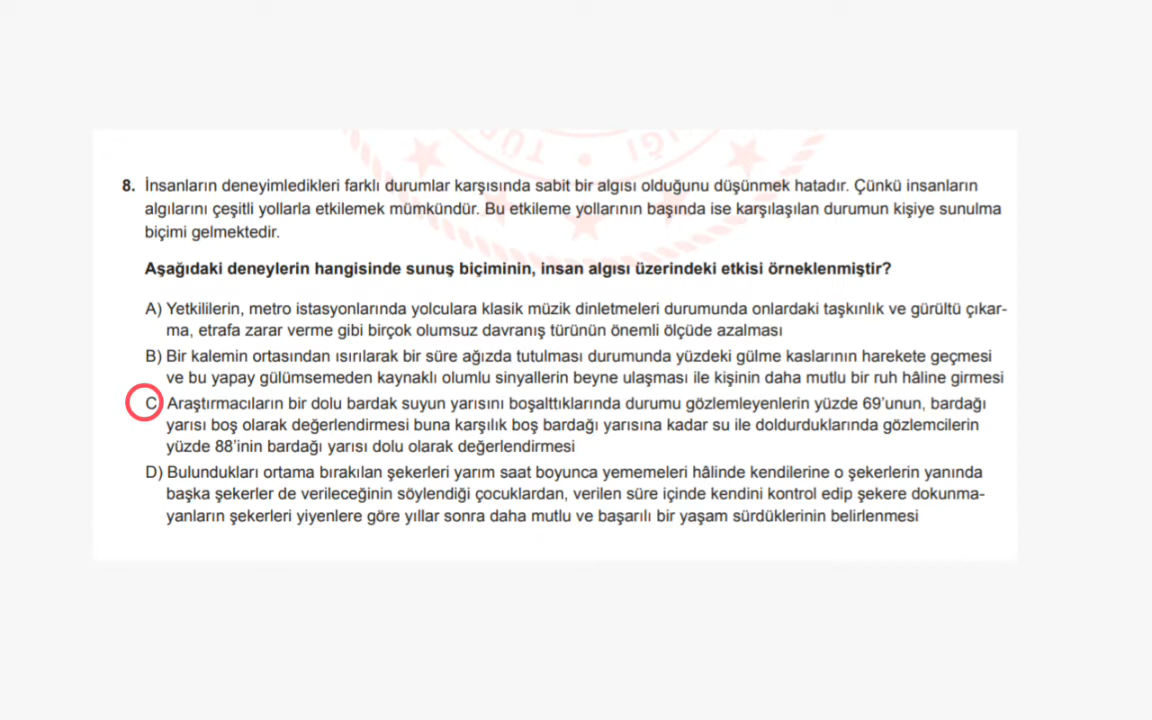 8. İnsanların deneyimledikleri farklı durumlar karşısında sabit bir algısı olduğunu düşünmek hatadır. Çünkü insanların
algılarını çeşitli yollarla etkilemek mümkündür. Bu etkileme yollarının başında ise karşılaşılan durumun kişiye sunulma
biçimi gelmektedir.
Aşağıdaki deneylerin hangisinde sunuş biçiminin, insan algısı üzerindeki etkisi örneklenmiştir?
A) Yetkililerin, metro istasyonlarında yolculara klasik müzik dinletmeleri durumunda onlardaki taşkınlık ve gürültü çıkar-
ma, etrafa zarar verme gibi birçok olumsuz davranış türünün önemli ölçüde azalması
B) Bir kalemin ortasından ısırılarak bir süre ağızda tutulması durumunda yüzdeki gülme kaslarının harekete geçmesi
ve bu yapay gülümsemeden kaynaklı olumlu sinyallerin beyne ulaşması ile kişinin daha mutlu bir ruh hâline girmesi
C) Araştırmacıların bir dolu bardak suyun yarısını boşalttıklarında durumu gözlemleyenlerin yüzde 69'unun, bardağı
yarısı boş olarak değerlendirmesi buna karşılık boş bardağı yarısına kadar su ile doldurduklarında gözlemcilerin
yüzde 88'inin bardağı yarısı dolu olarak değerlendirmesi
D) Bulundukları ortama bırakılan şekerleri yarım saat boyunca yememeleri hâlinde kendilerine o şekerlerin yanında
başka şekerler de verileceğinin söylendiği çocuklardan, verilen süre içinde kendini kontrol edip şekere dokunma-
yanların şekerleri yiyenlere göre yıllar sonra daha mutlu ve başarılı bir yaşam sürdüklerinin belirlenmesi